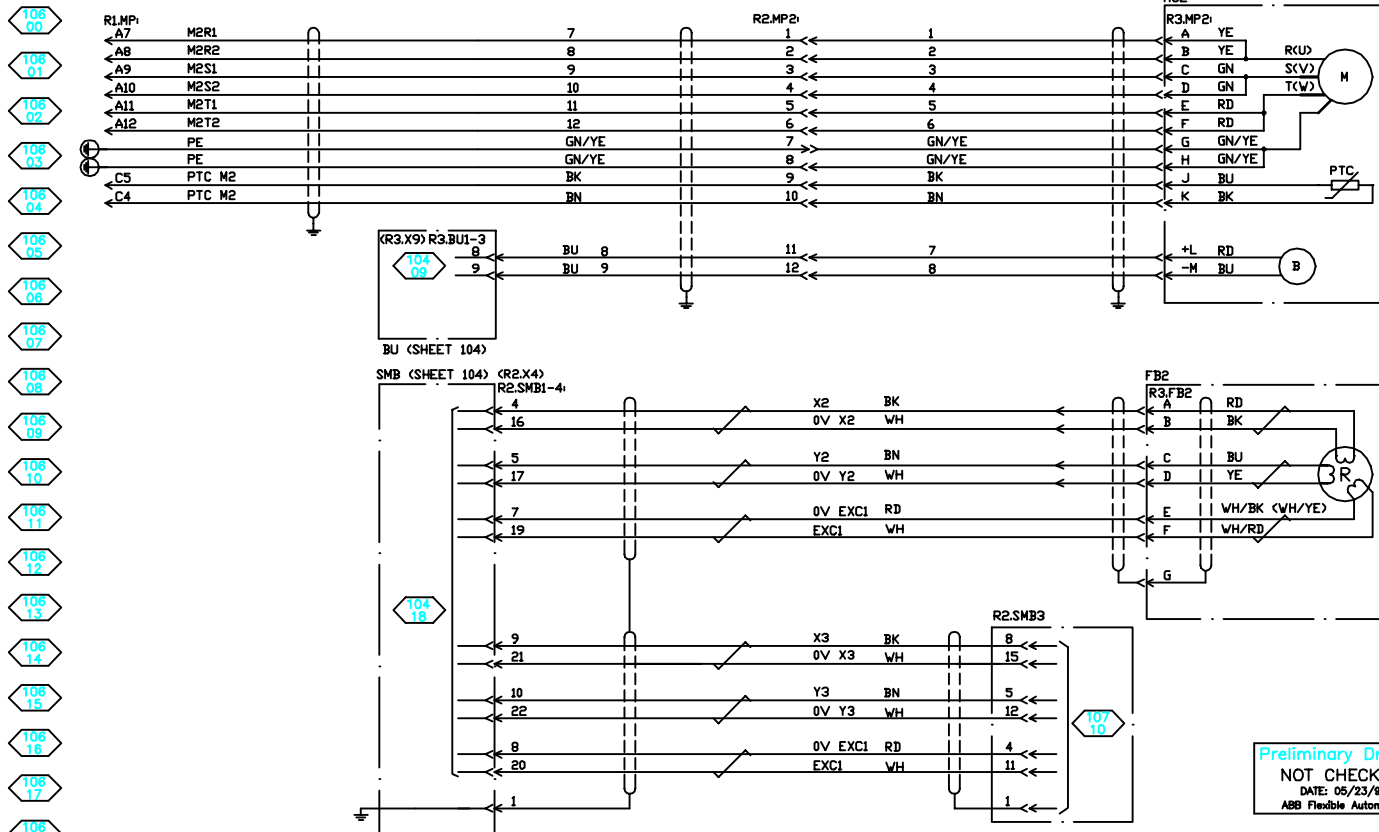 106
00
106
01
106
02
106
03
106
04
106
05
106
06
106
07
106
08
106
09
106
10
106
11
106
12
106
13
106
14
106
15
106
16
106
17
106
R1.MP:
R2.MP2:
R3.MP2:
A7 M2R1 7 1 1 A YE
A8 M2R2 8 2 2 B YE R(U)
A9 M2S1 9 3 3 C GN S(V) M
A10 M2S2 10 4 4 D GN T(W)
A11 M2T1 11 5 5 E RD
A12 M2T2 12 6 6 F RD
PE GN/YE 7 GN/YE G GN/YE
PE GN/YE 8 GN/YE H GN/YE
C5 PTC M2 BK 9 BK J BU PTC
C4 PTC M2 BN 10 BN K BK
(R3.X9) R3.BU1-3
104
09
8 BU 8 11 7 +L RD
9 BU 9 12 8 -M BU B
BU (SHEET 104)
SMB (SHEET 104) (R2.X4)
R2.SMB1-4:
FB2
R3.FB2
4 X2 BK A RD
16 0V X2 WH B BK
5 Y2 BN C BU
17 0V Y2 WH D YE R
7 0V EXC1 RD E WH/BK (WH/YE)
19 EXC1 WH F WH/RD
G
104
18
R2.SMB3
9 X3 BK 8
21 0V X3 WH 15
10 Y3 BN 5
22 0V Y3 WH 12
107
10
8 0V EXC1 RD 4
20 EXC1 WH 11
1 1
Preliminary
NOT
DATE: 05/23/9
ABB Flexible